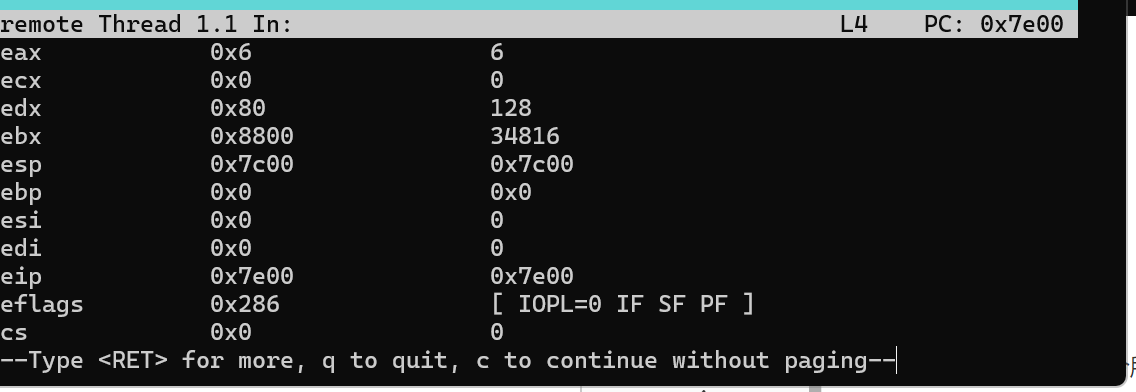 remote Thread 1.1 In: L4 PC: 0x7e00
eax 0x6 6
ecx 0x0 0
edx 0x80 128
ebx 0x8800 34816
esp 0x7c00 0x7c00
ebp 0x0 0x0
esi 0x0 0
edi 0x0 0
eip 0x7e00 0x7e00
eflags 0x286 [ IOPL=0 IF SF PF ]
cs 0x0 0
--Type <RET> for more, q to quit, c to continue without paging--